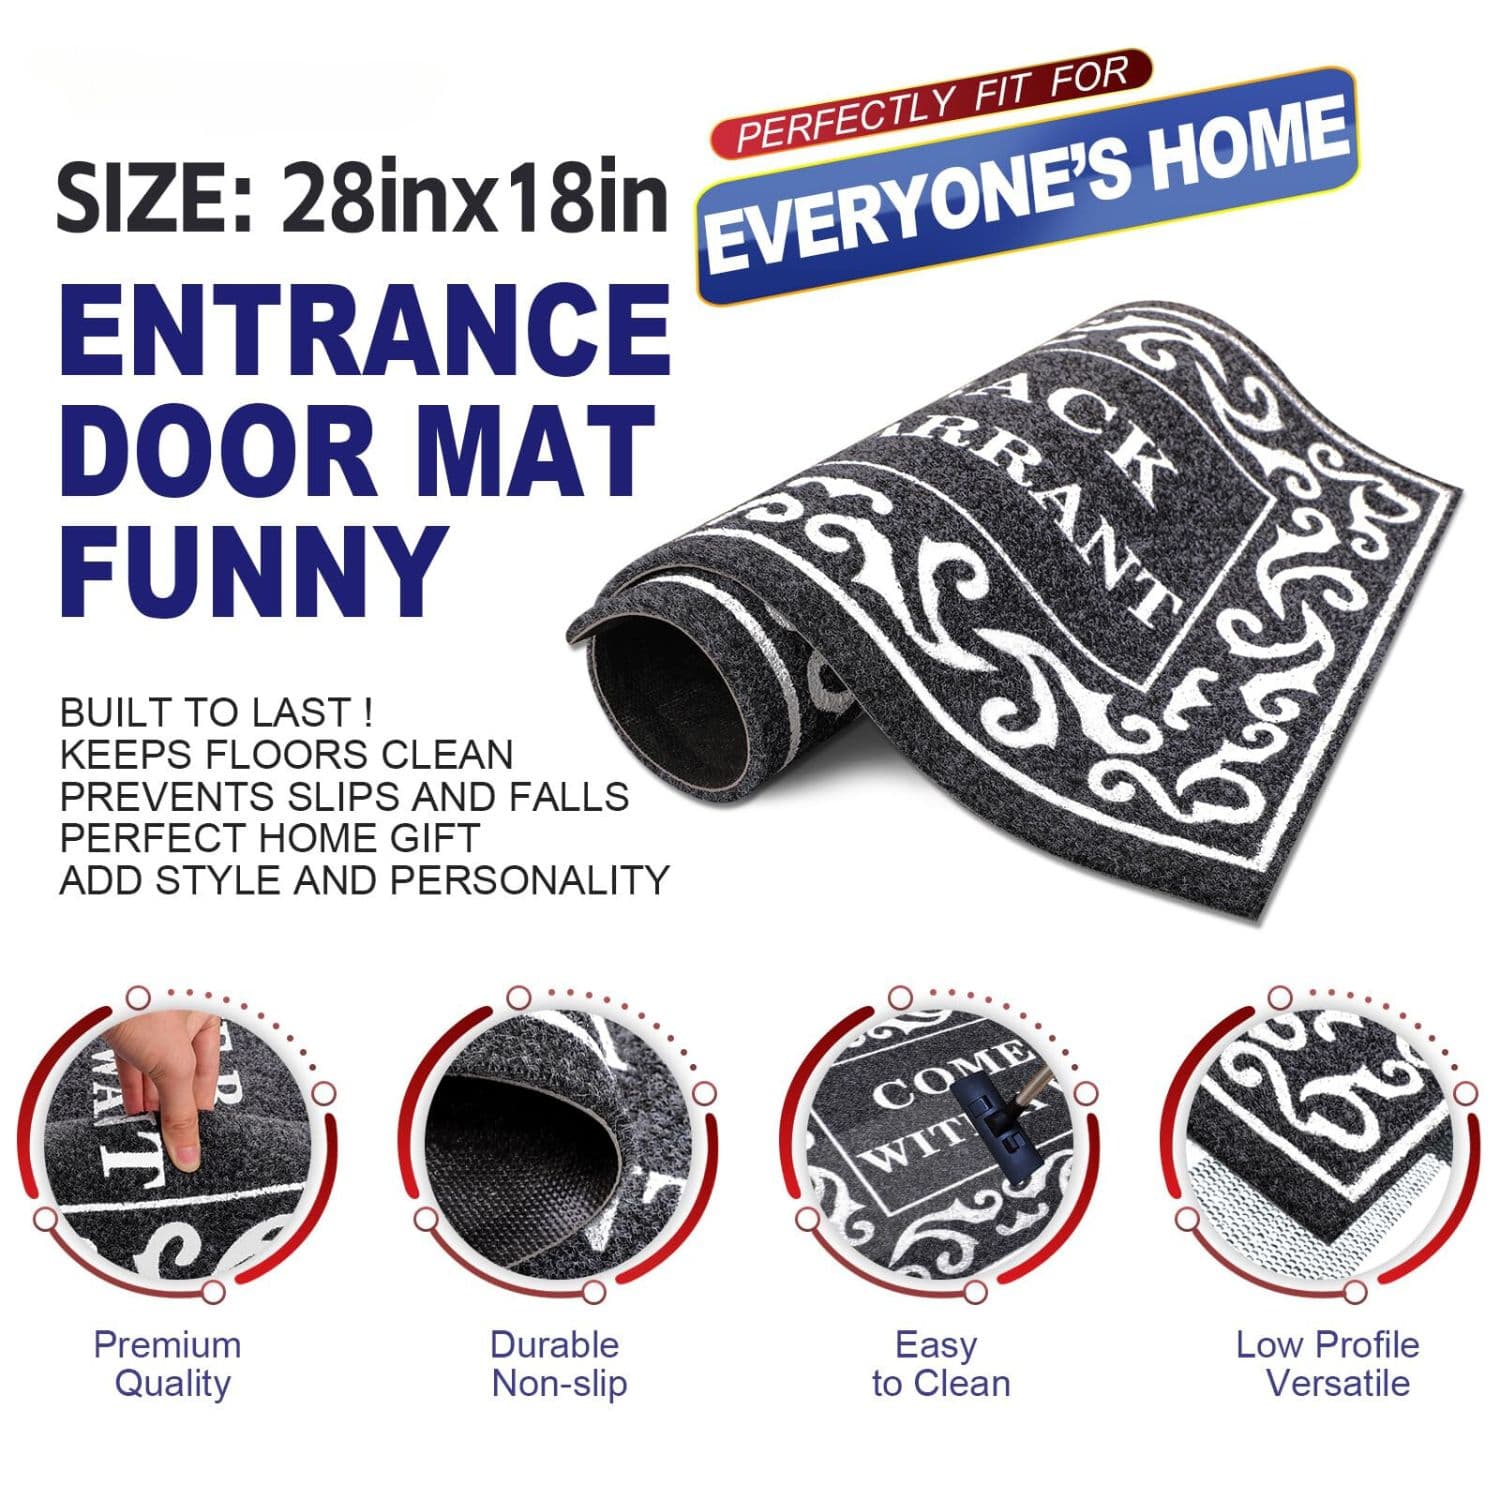 PERFECTLY FIT FOR
EVERYONE'S HOME
SIZE: 28inx18in
ENTRANCE
DOOR MAT
FUNNY
BUILT TO LAST !
KEEPS FLOORS CLEAN
PREVENTS SLIPS AND FALLS
PERFECT HOME GIFT
ADD STYLE AND PERSONALITY
ACK
ARRANT
COME
WIT
Premium
Quality
Durable
Non-slip
Easy
to Clean
Low Profile
Versatile